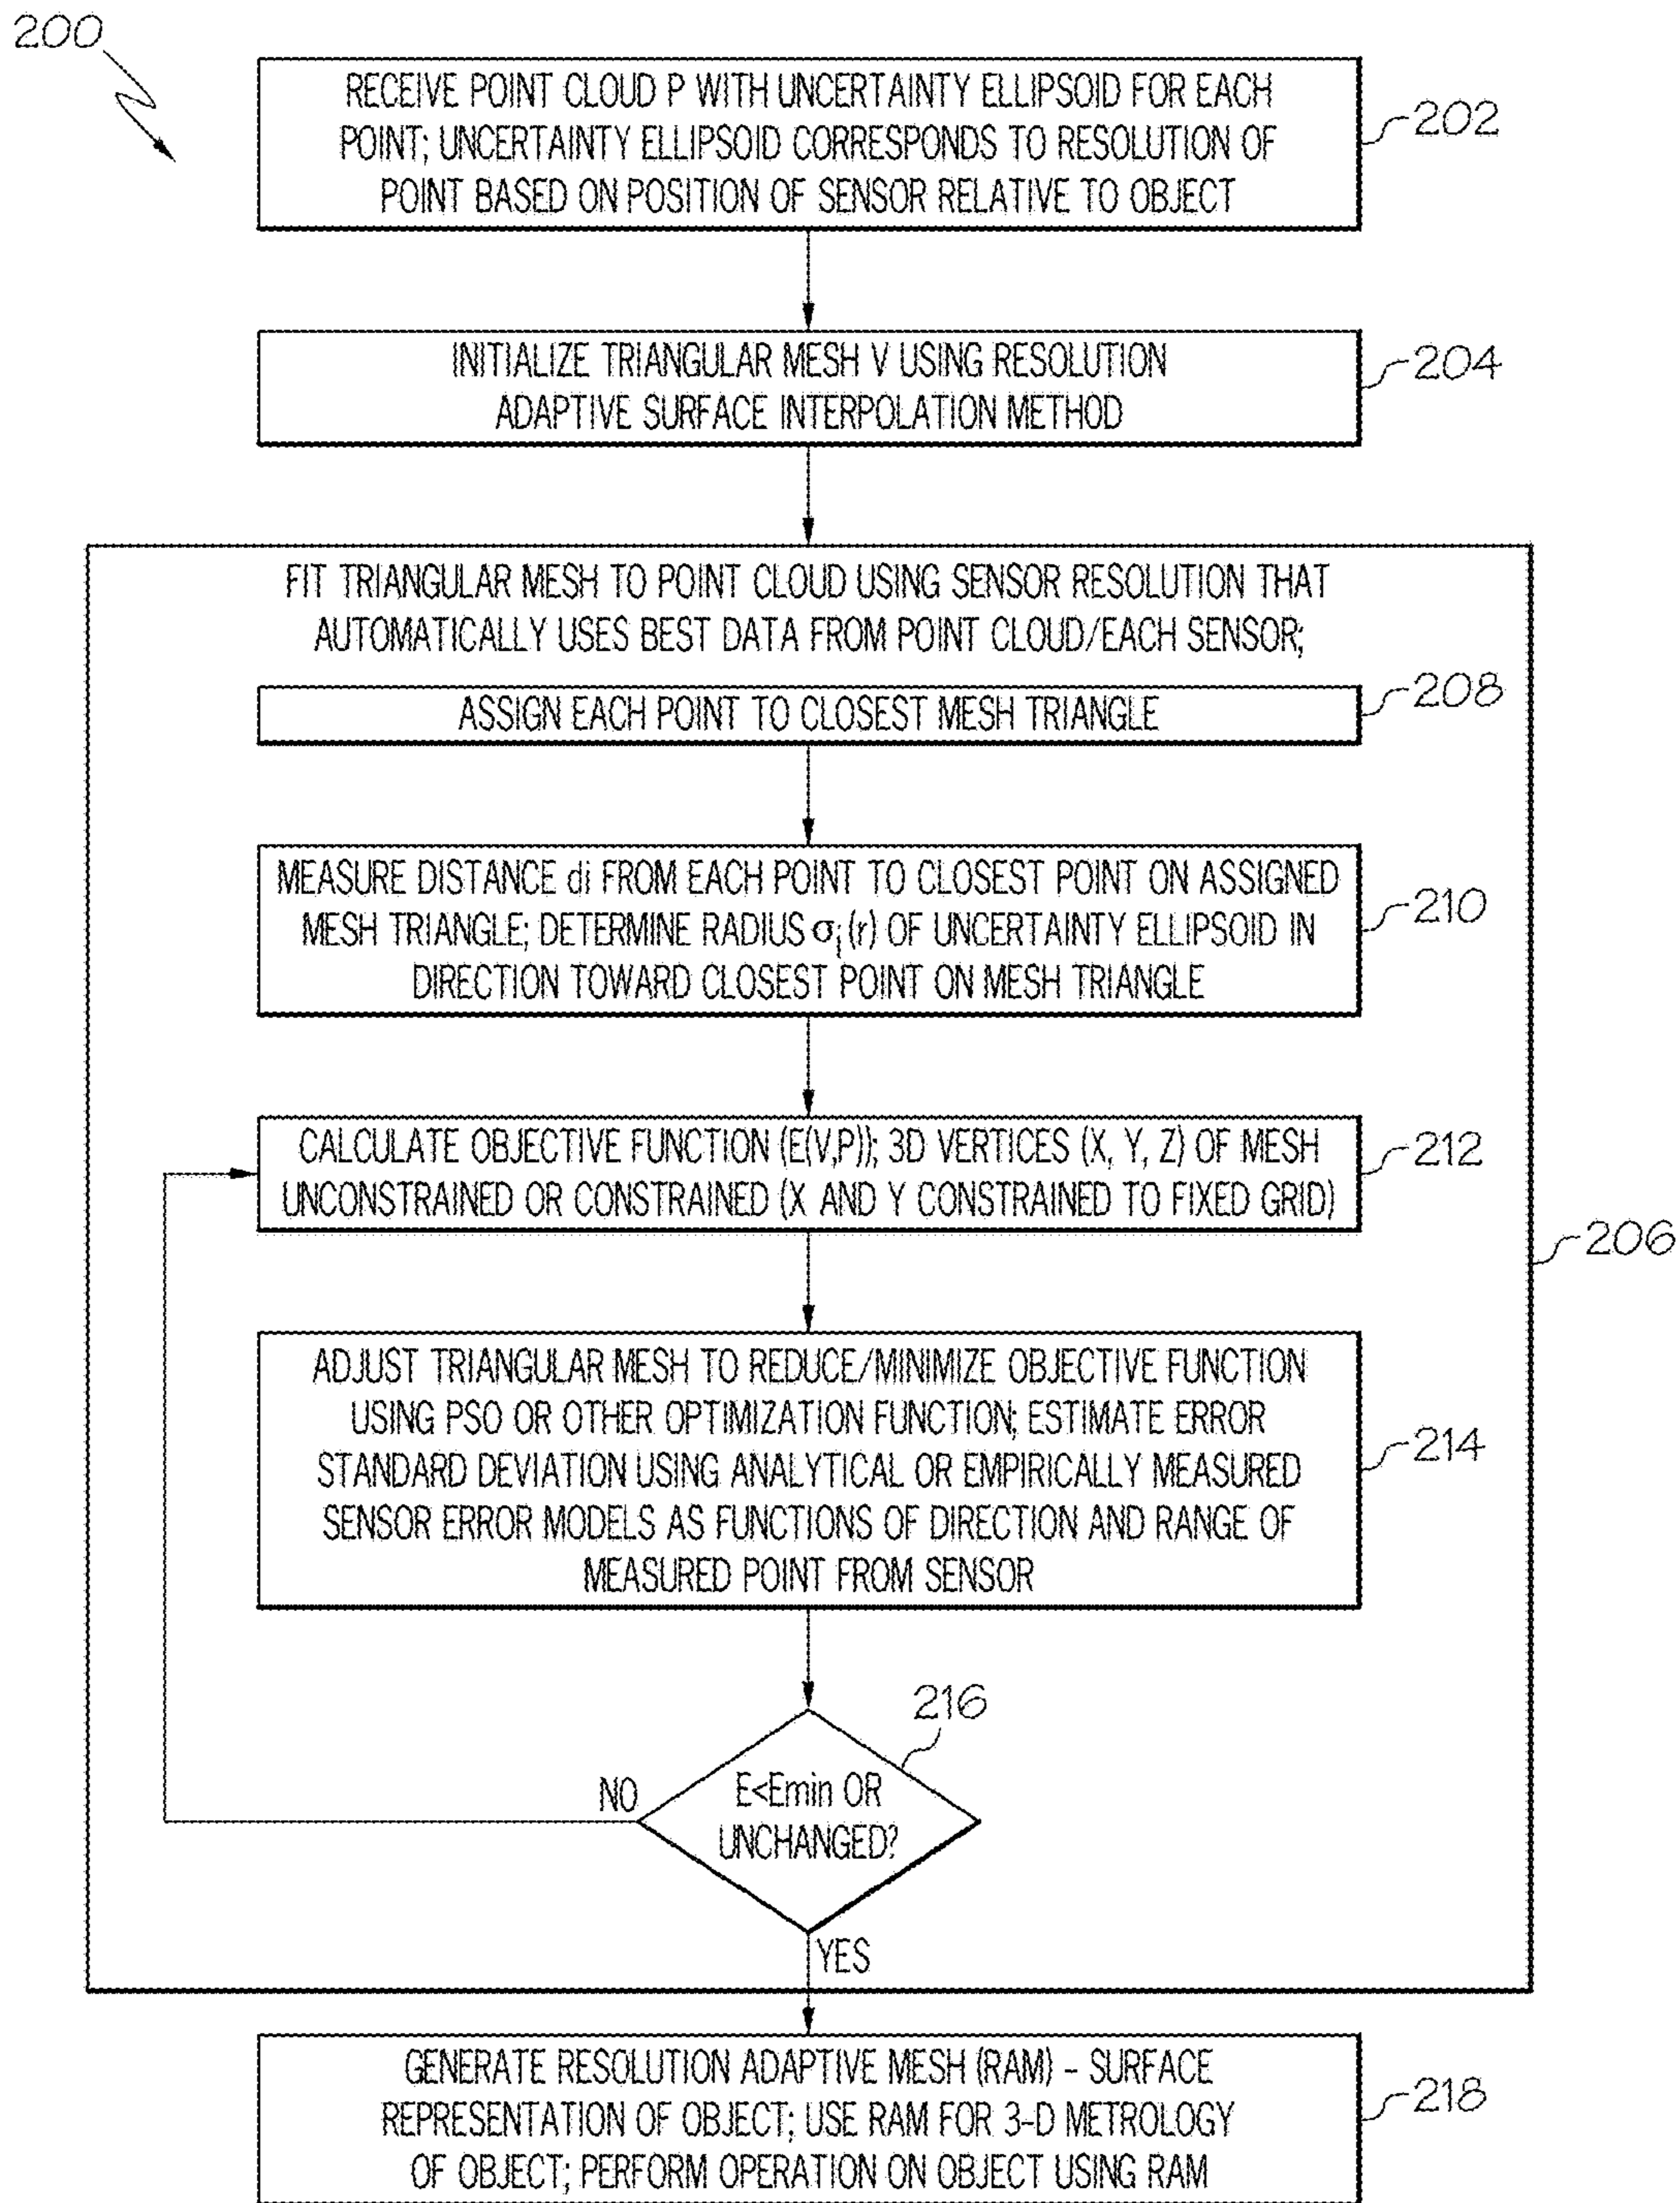 200
RECEIVE POINT CLOUD P WITH UNCERTAINTY ELLIPSOID FOR EACH
POINT; UNCERTAINTY ELLIPSOID CORRESPONDS TO RESOLUTION OF
POINT BASED ON POSITION OF SENSOR RELATIVE TO OBJECT
202
INITIALIZE TRIANGULAR MESH V USING RESOLUTION
ADAPTIVE SURFACE INTERPOLATION METHOD
204
FIT TRIANGULAR MESH TO POINT CLOUD USING SENSOR RESOLUTION THAT
AUTOMATICALLY USES BEST DATA FROM POINT CLOUD/EACH SENSOR;
ASSIGN EACH POINT TO CLOSEST MESH TRIANGLE
208
MEASURE DISTANCE di FROM EACH POINT TO CLOSEST POINT ON ASSIGNED
MESH TRIANGLE; DETERMINE RADIUS σi(r) OF UNCERTAINTY ELLIPSOID IN
DIRECTION TOWARD CLOSEST POINT ON MESH TRIANGLE
210
CALCULATE OBJECTIVE FUNCTION (E(V,P)); 3D VERTICES (X, Y, Z) OF MESH
UNCONSTRAINED OR CONSTRAINED (X AND Y CONSTRAINED TO FIXED GRID)
212
206
ADJUST TRIANGULAR MESH TO REDUCE/MINIMIZE OBJECTIVE FUNCTION
USING PSO OR OTHER OPTIMIZATION FUNCTION; ESTIMATE ERROR
STANDARD DEVIATION USING ANALYTICAL OR EMPIRICALLY MEASURED
SENSOR ERROR MODELS AS FUNCTIONS OF DIRECTION AND RANGE OF
MEASURED POINT FROM SENSOR
214
216
NO
E<Emin OR
UNCHANGED?
YES
GENERATE RESOLUTION ADAPTIVE MESH (RAM) - SURFACE
REPRESENTATION OF OBJECT; USE RAM FOR 3-D METROLOGY
OF OBJECT; PERFORM OPERATION ON OBJECT USING RAM
218